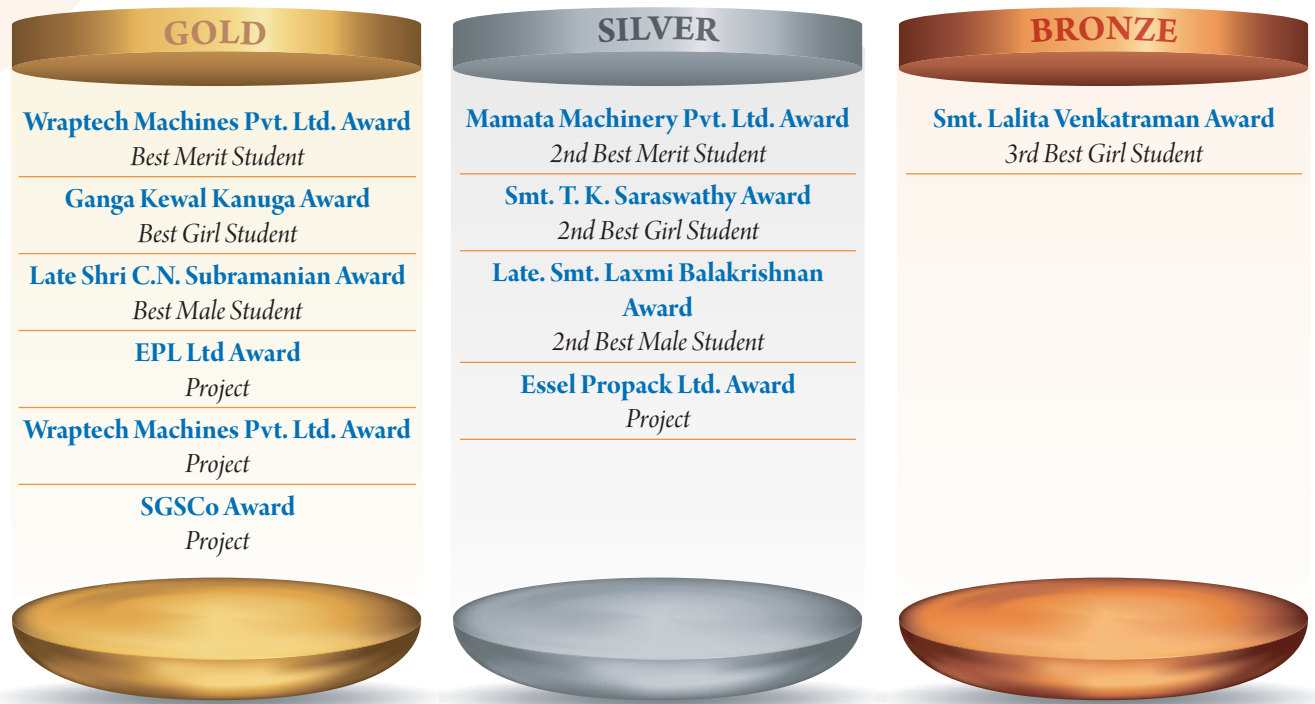 GOLD
Wraptech Machines Pvt. Ltd. Award
Best Merit Student
Ganga Kewal Kanuga Award
Best Girl Student
Late Shri C.N. Subramanian Award
Best Male Student
EPL Ltd Award
Project
Wraptech Machines Pvt. Ltd. Award
Project
SGSCo Award
Project
SILVER
Mamata Machinery Pvt. Ltd. Award
2nd Best Merit Student
Smt. T. K. Saraswathy Award
2nd Best Girl Student
Late. Smt. Laxmi Balakrishnan
Award
2nd Best Male Student
Essel Propack Ltd. Award
Project
BRONZE
Smt. Lalita Venkatraman Award
3rd Best Girl Student